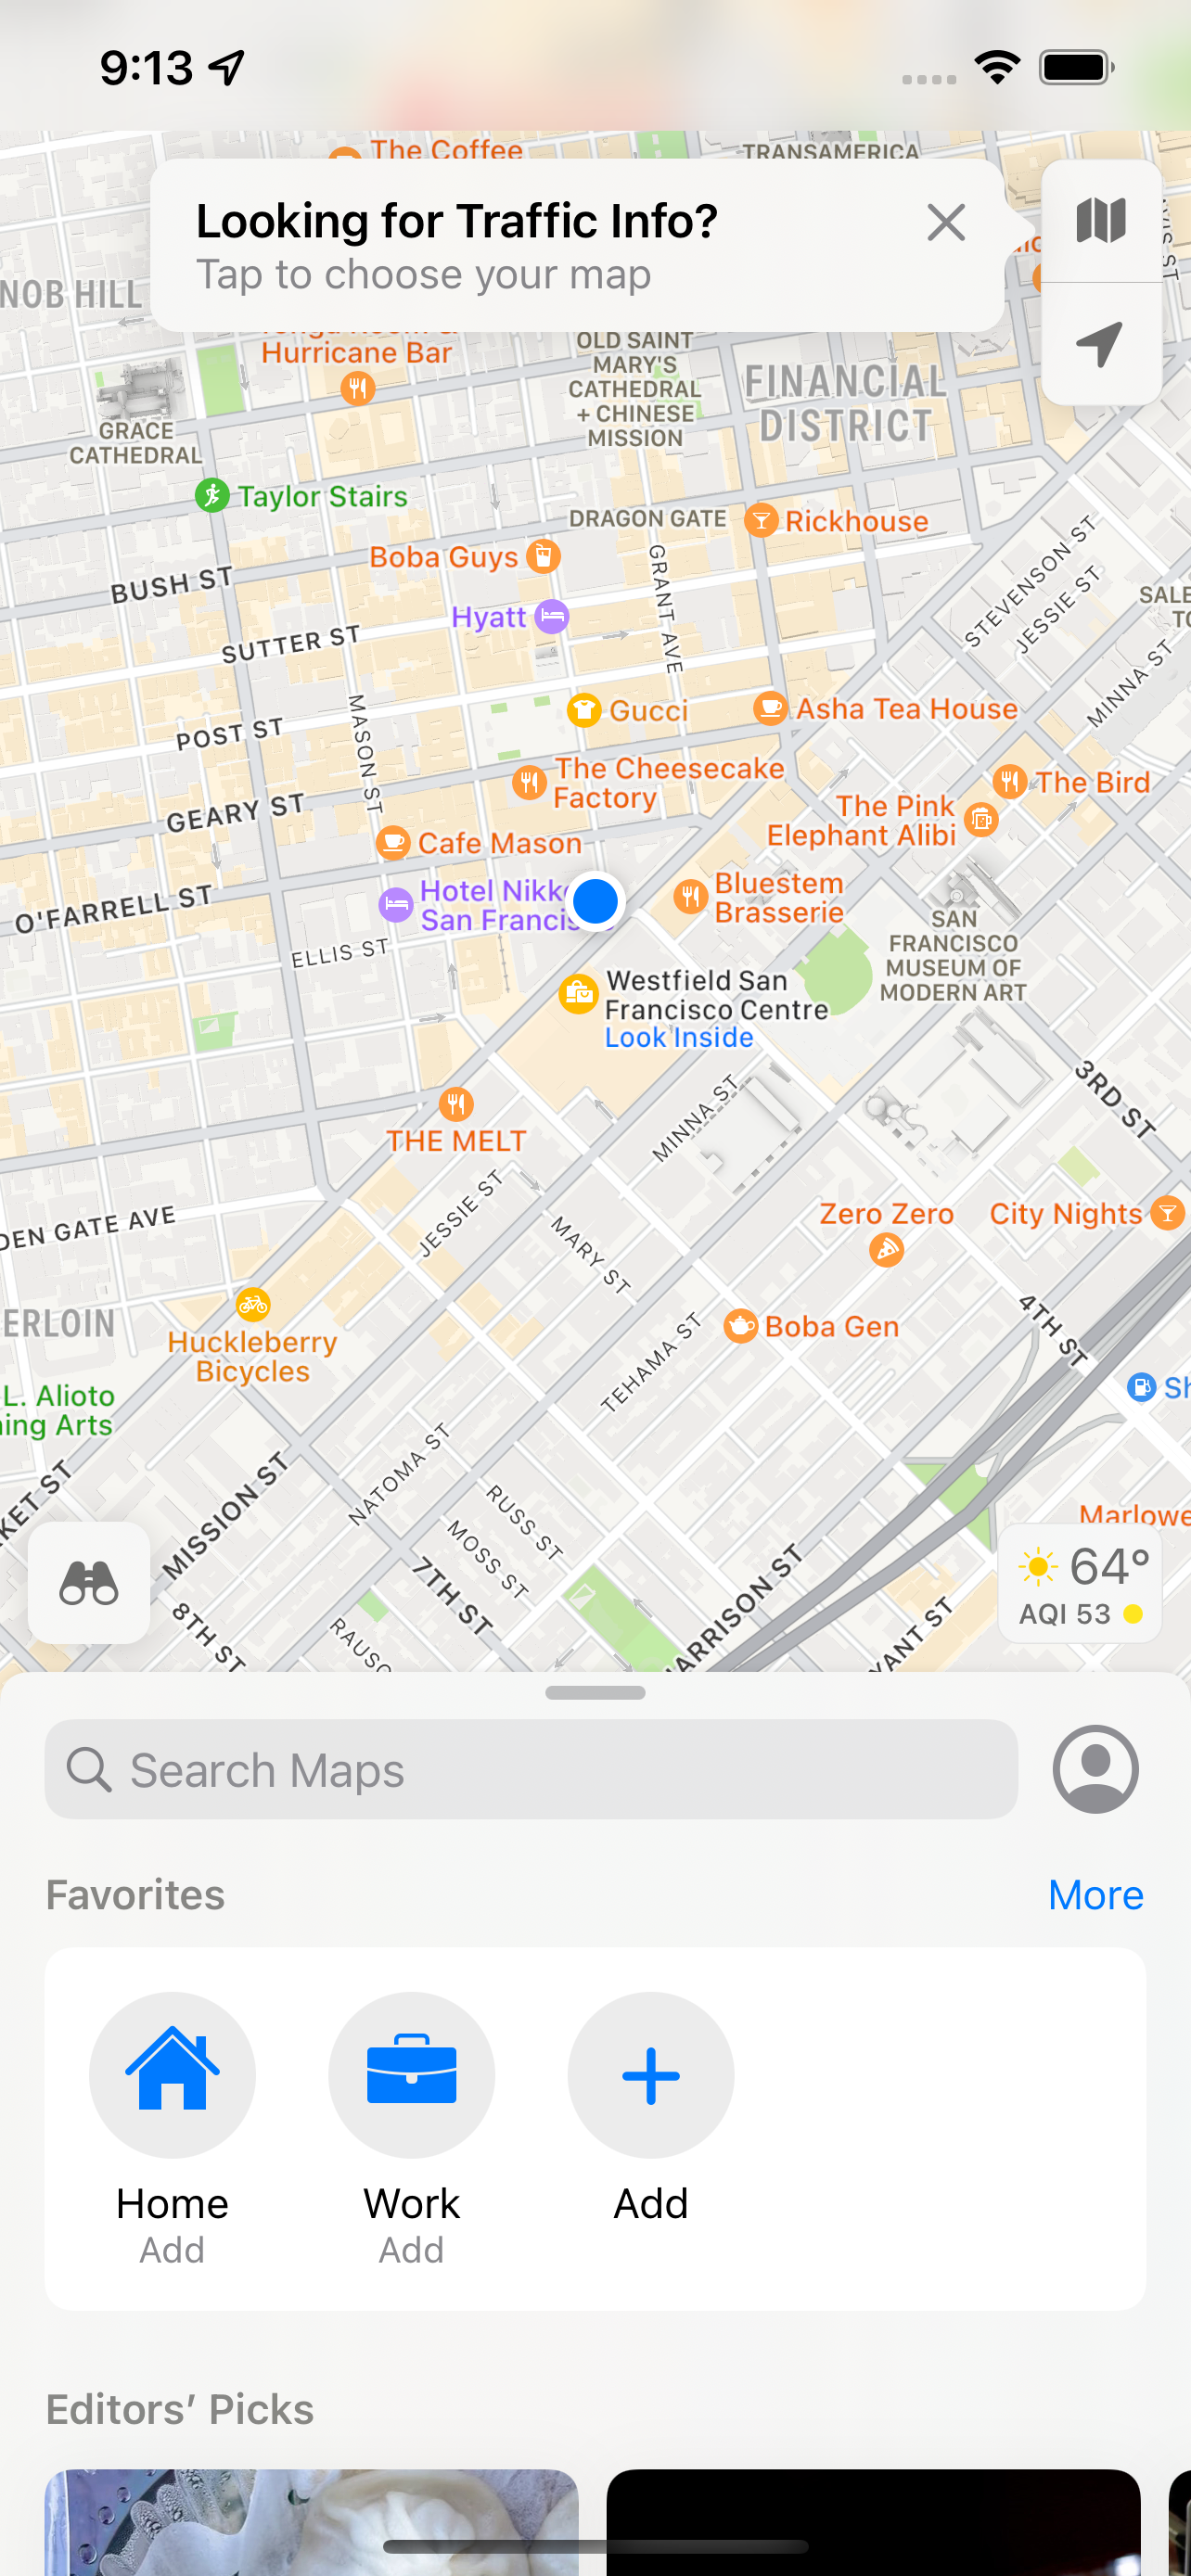 9:13
The Coffee
TRANSAMERICA
Looking for Traffic Info?
Tap to choose your map
NOB HILL
Hurricane Bar
OLD SAINT
MARY'S
CATHEDRAL
+ CHINESE
MISSION
FINANCIAL
DISTRICT
GRACE
CATHEDRAL
Taylor Stairs
DRAGON GATE
Rickhouse
Boba Guys
BUSH ST
Hyatt
GRANT AVE
STEVENSON ST
JESSIE ST
SUTTER ST
MINNA ST
MASON ST
Gucci
Asha Tea House
POST ST
The Cheesecake
Factory
The Bird
GEARY ST
The Pink
Elephant Alibi
Cafe Mason
Hotel Nikko
San Francisco
Bluestem
Brasserie
O'FARRELL ST
ELLIS ST
SAN
FRANCISCO
MUSEUM OF
MODERN ART
Westfield San
Francisco Centre
Look Inside
3RD ST
MINNA ST
THE MELT
JESSIE ST
DEN GATE AVE
MARY ST
Zero Zero
City Nights
ERLOIN
Huckleberry
Bicycles
Boba Gen
4TH ST
TEHAMA ST
L. Alioto
ing Arts
Sh
KET ST
MISSION ST
NATOMA ST
RUSS ST
MOSS ST
7TH ST
8TH ST
RAUSC
HARRISON ST
YANT ST
Marlowe
64°
AQI 53
Search Maps
Favorites
More
Home
Add
Work
Add
Add
Editors’ Picks